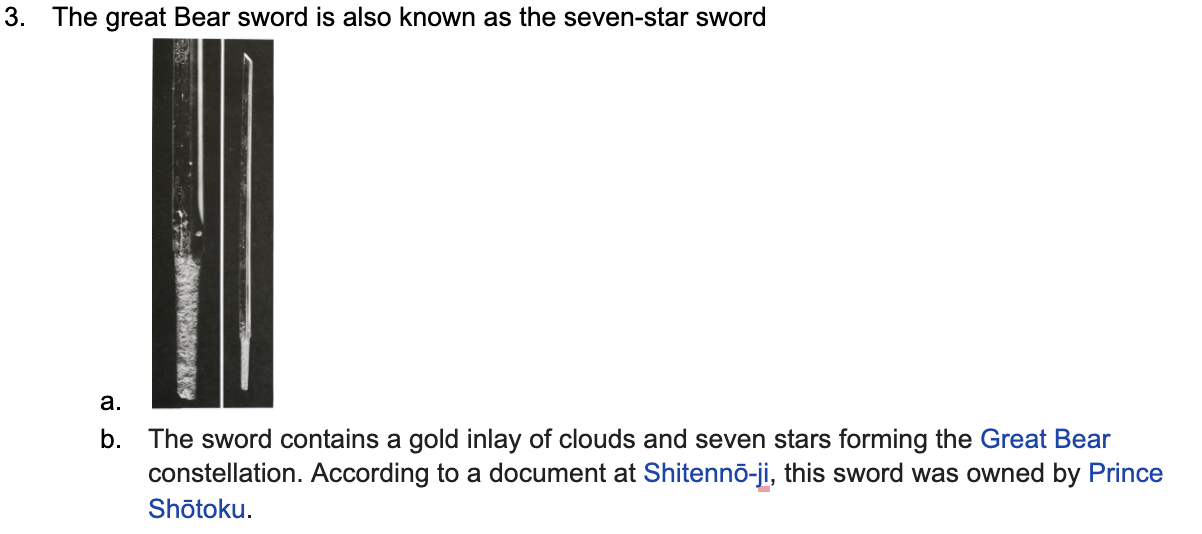 3. The great Bear sword is also known as the seven-star sword
a.
b. The sword contains a gold inlay of clouds and seven stars forming the Great Bear
constellation. According to a document at Shitennō-ji, this sword was owned by Prince
Shōtoku.